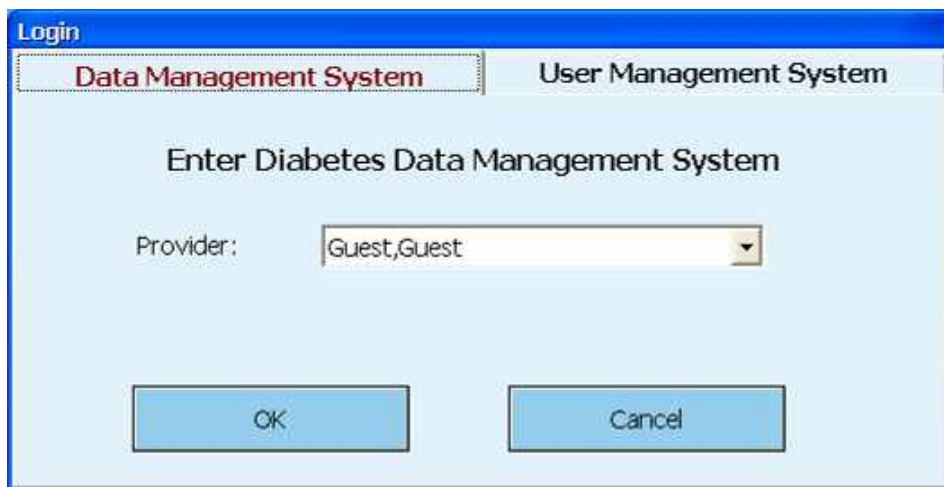 Login
Data Management System User Management System
Enter Diabetes Data Management System
Provider: Guest,Guest
OK Cancel